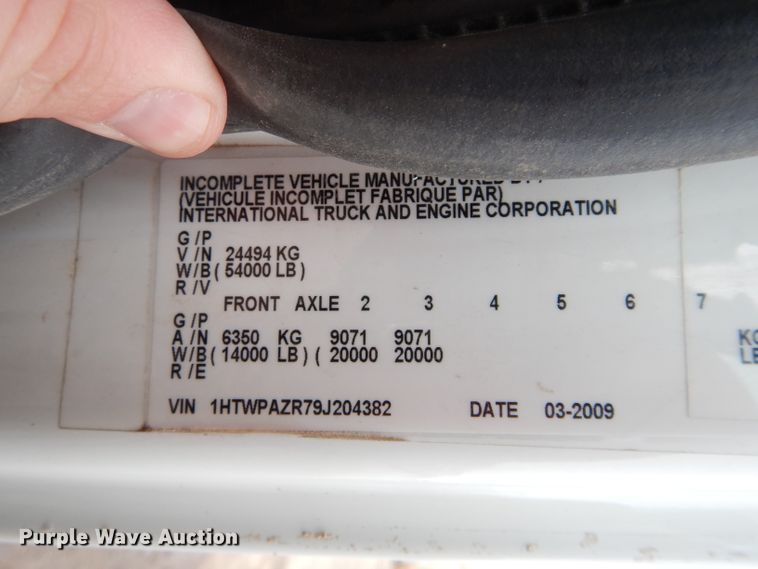 INCOMPLETE VEHICLE MANUFACTURED BY /
(VEHICULE INCOMPLET FABRIQUE PAR)
INTERNATIONAL TRUCK AND ENGINE CORPORATION
G /P
V /N 24494 KG
W/B ( 54000 LB )
R /V
FRONT AXLE 2 3 4 5 6 7
G /P
A /N 6350 KG 9071 9071 KG
W/B ( 14000 LB ) ( 20000 20000 LB
R /E
VIN 1HTWPAZR79J204382 DATE 03-2009
Purple Wave Auction